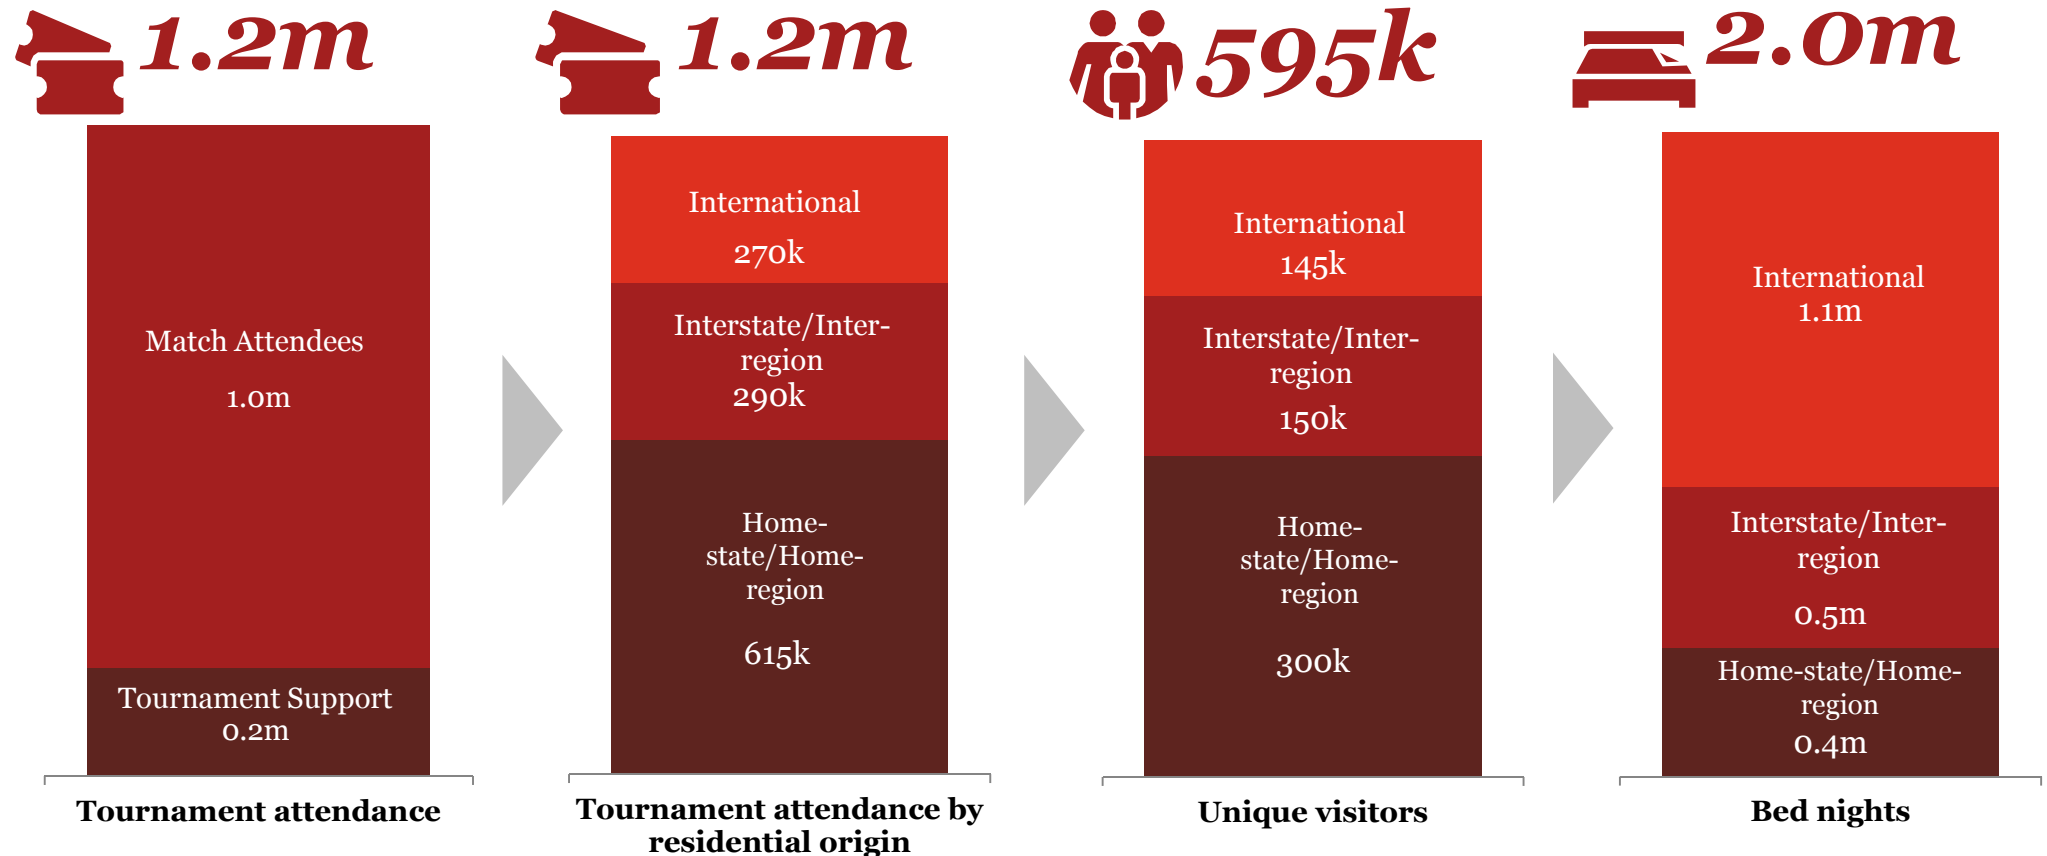 1.2m
Match Attendees
1.0m
Tournament Support
0.2m
Tournament attendance
1.2m
International
270k
Interstate/Inter-
region
290k
Home-
state/Home-
region
615k
Tournament attendance by
residential origin
595k
International
145k
Interstate/Inter-
region
150k
Home-
state/Home-
region
300k
Unique visitors
2.0m
International
1.1m
Interstate/Inter-
region
0.5m
Home-state/Home-
region
0.4m
Bed nights